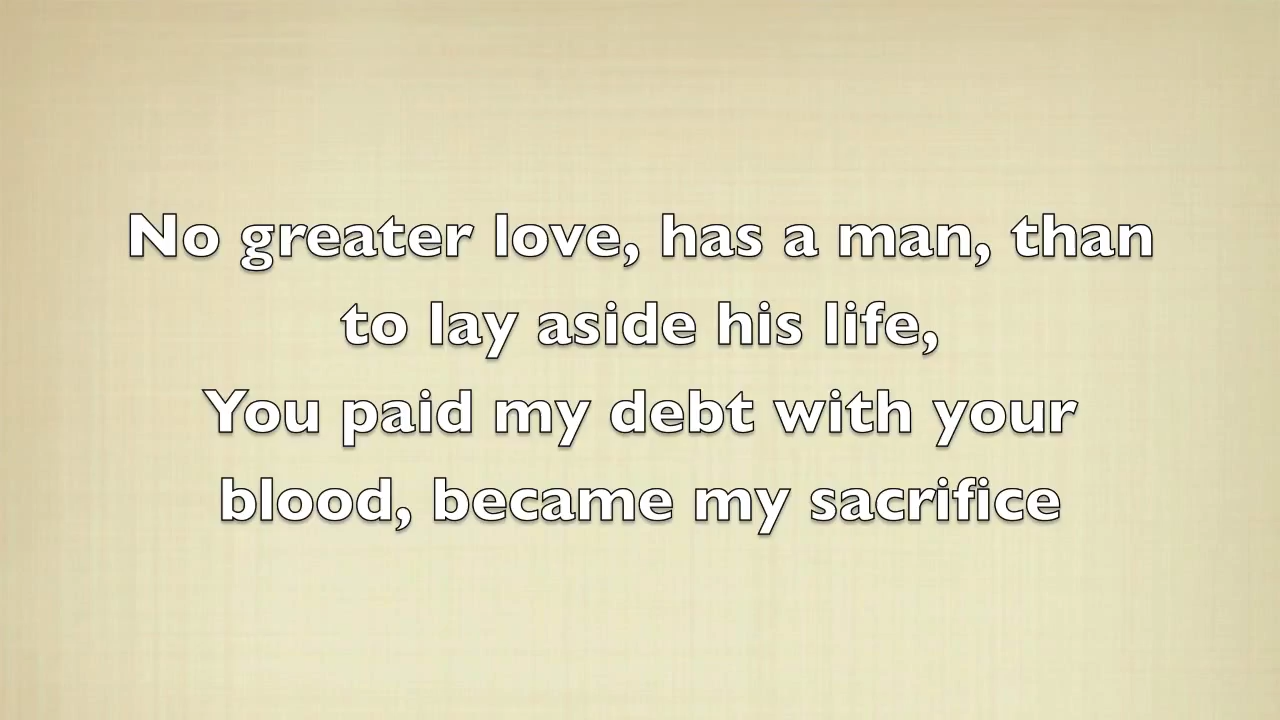 No greater love, has a man, than
to lay aside his life,
You paid my debt with your
blood, became my sacrifice